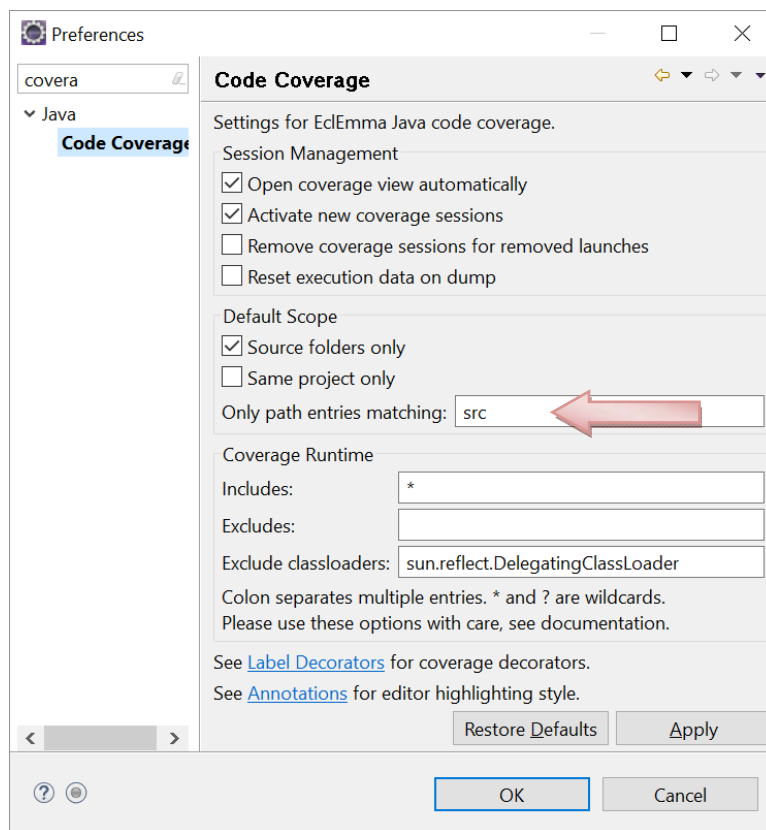 Preferences
covera
Java
Code Coverage
Code Coverage
Settings for EclEmma Java code coverage.
Session Management
Open coverage view automatically
Activate new coverage sessions
Remove coverage sessions for removed launches
Reset execution data on dump
Default Scope
Source folders only
Same project only
Only path entries matching: src
Coverage Runtime
Includes: *
Excludes:
Exclude classloaders: sun.reflect.DelegatingClassLoader
Colon separates multiple entries. * and ? are wildcards.
Please use these options with care, see documentation.
See Label Decorators for coverage decorators.
See Annotations for editor highlighting style.
Restore Defaults Apply
OK Cancel